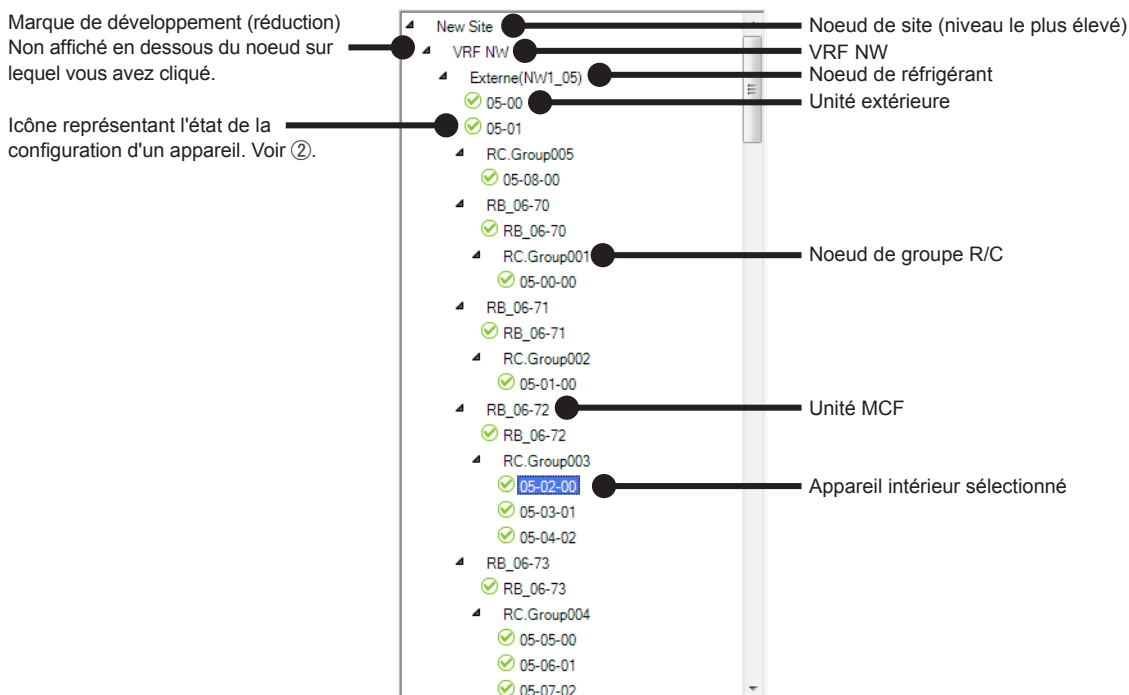 Marque de développement (réduction)
Non affiché en dessous du noeud sur
lequel vous avez cliqué.
Icône représentant l'état de la
configuration d'un appareil. Voir ②.
New Site
VRF NW
Externe(NW1_05)
05-00
05-01
RC.Group005
05-08-00
RB_06-70
RB_06-70
RC.Group001
05-00-00
RB_06-71
RB_06-71
RC.Group002
05-01-00
RB_06-72
RB_06-72
RC.Group003
05-02-00
05-03-01
05-04-02
RB_06-73
RB_06-73
RC.Group004
05-05-00
05-06-01
05-07-02
Noeud de site (niveau le plus élevé)
VRF NW
Noeud de réfrigérant
Unité extérieure
Noeud de groupe R/C
Unité MCF
Appareil intérieur sélectionné